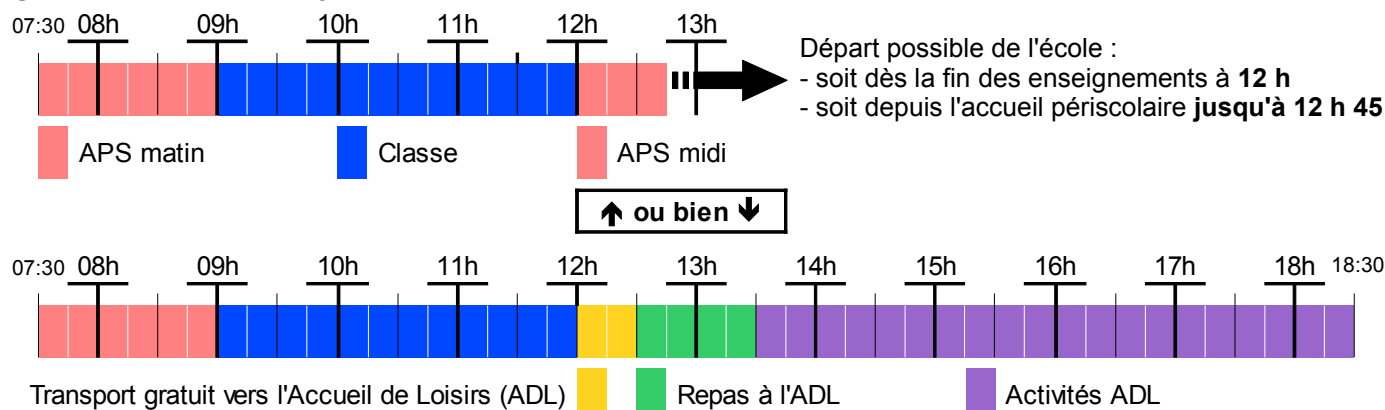 07:30 08h 09h 10h 11h 12h 13h
Départ possible de l'école :
- soit dès la fin des enseignements à 12 h
- soit depuis l'accueil périscolaire jusqu'à 12 h 45
APS matin Classe APS midi
🡹 ou bien 🡻
07:30 08h 09h 10h 11h 12h 13h 14h 15h 16h 17h 18h 18:30
Transport gratuit vers l'Accueil de Loisirs (ADL) Repas à l'ADL Activités ADL